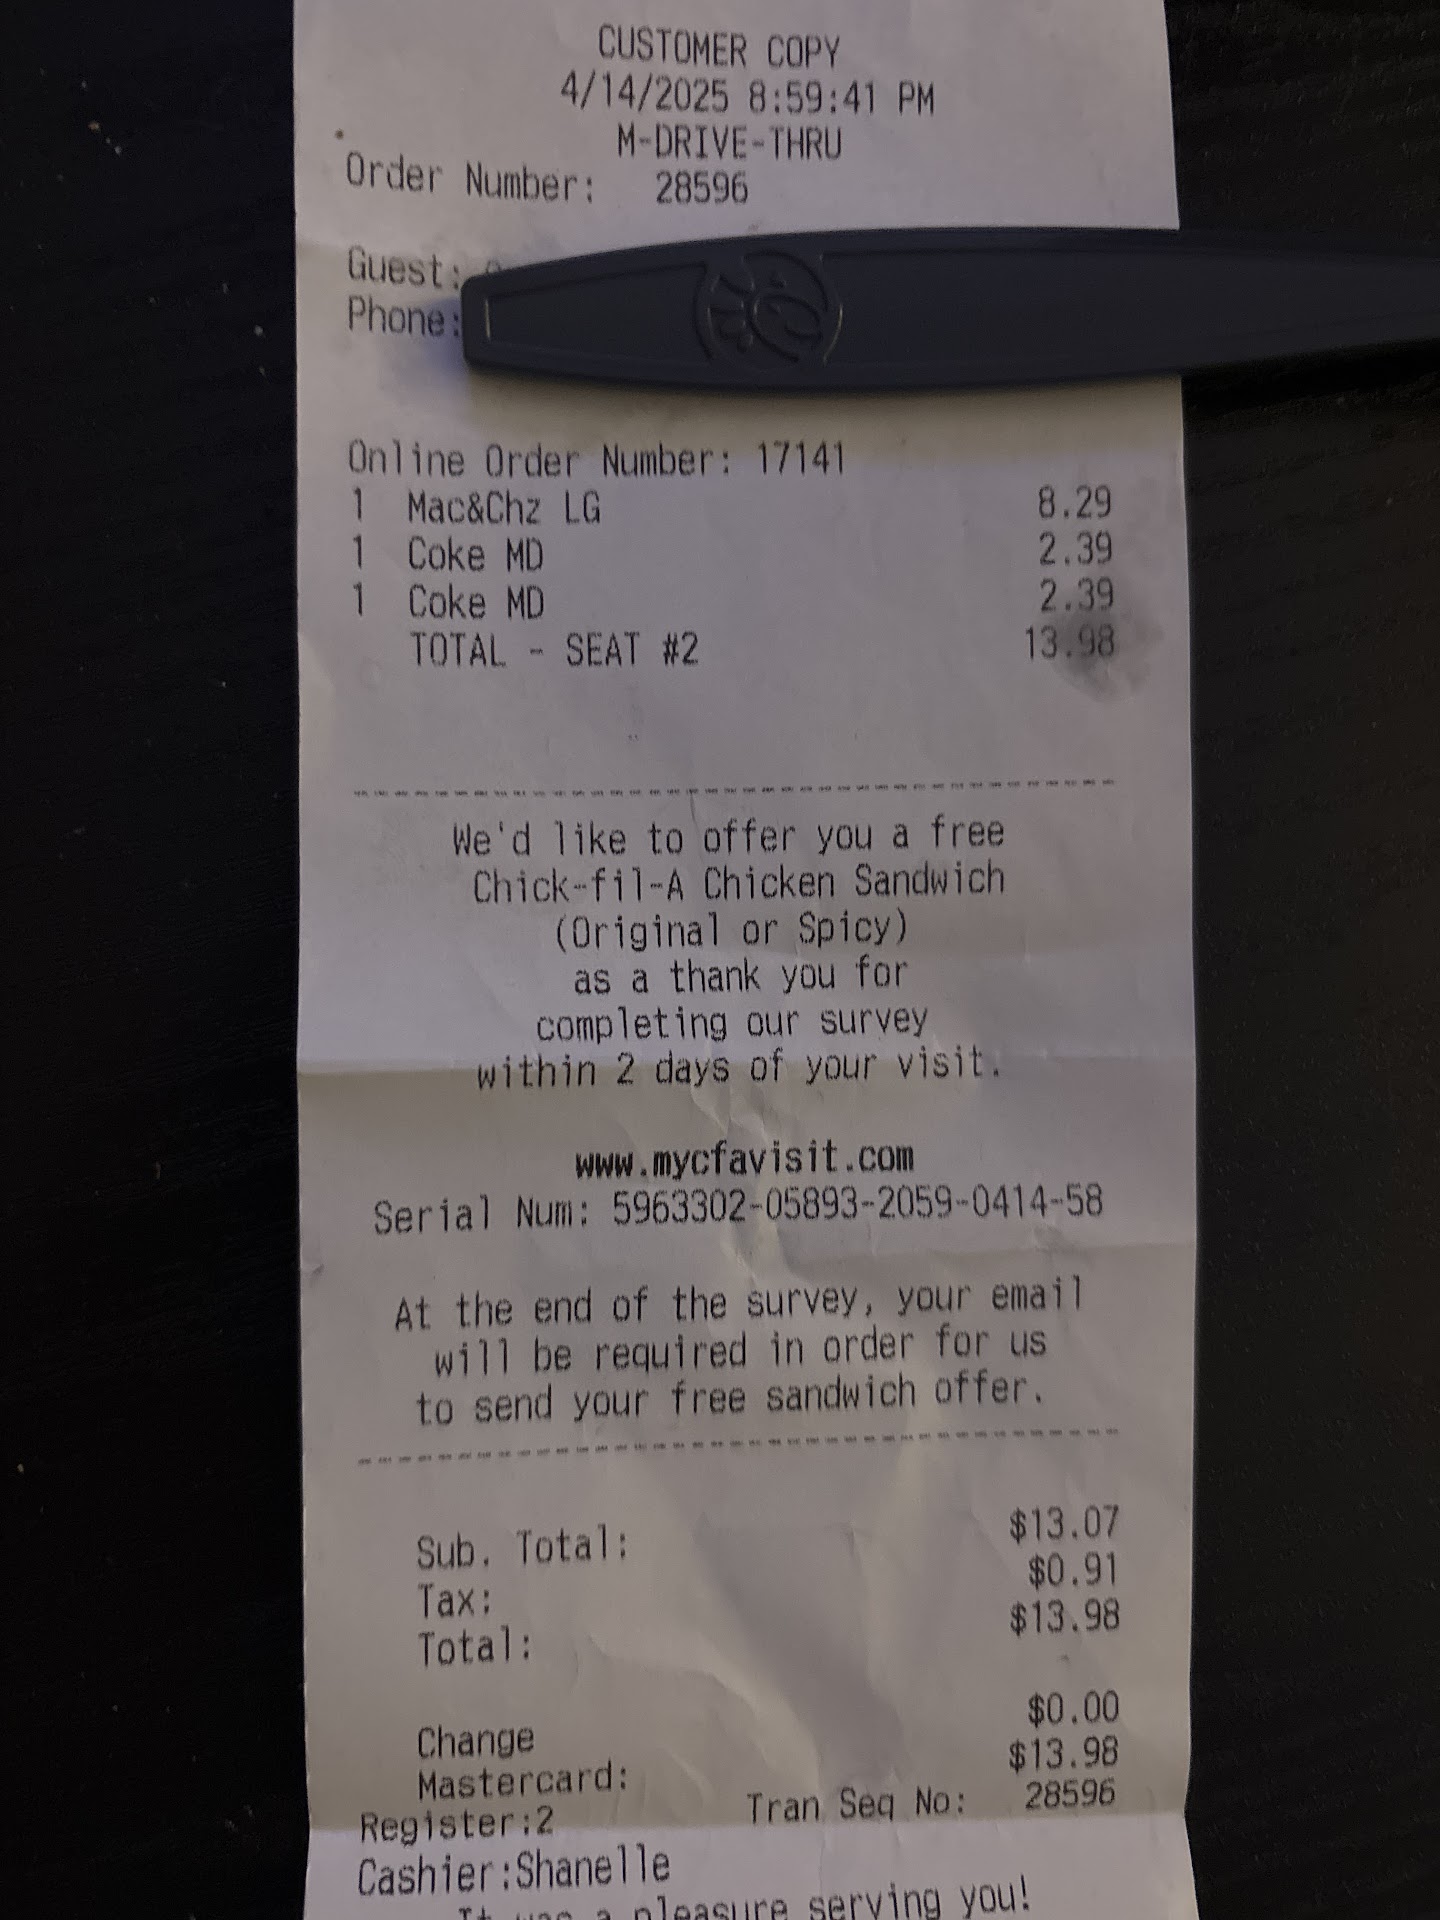 CUSTOMER COPY
4/14/2025 8:59:41 PM
M-DRIVE-THRU
Order Number: 28596
Guest:
Phone:
Online Order Number: 17141
1 Mac&Chz LG 8.29
1 Coke MD 2.39
1 Coke MD 2.39
TOTAL - SEAT #2 13.98
We'd like to offer you a free
Chick-fil-A Chicken Sandwich
(Original or Spicy)
as a thank you for
completing our survey
within 2 days of your visit.
www.mycfavisit.com
Serial Num: 5963302-05893-2059-0414-58
At the end of the survey, your email
will be required in order for us
to send your free sandwich offer.
Sub. Total: $13.07
Tax: $0.91
Total: $13.98
Change $0.00
Mastercard: $13.98
Register:2 Tran Seq No: 28596
Cashier:Shanelle
It was a pleasure serving you!